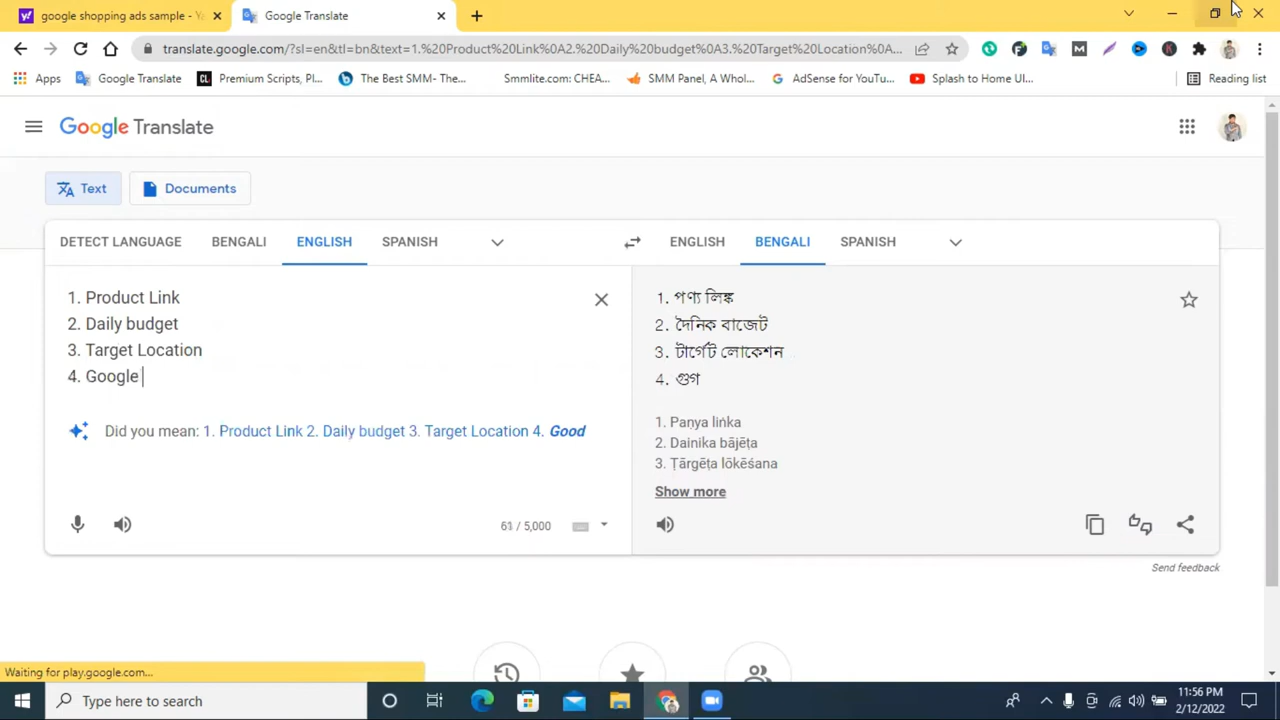 google shopping ads sample - Ya
Google Translate
translate.google.com/?sl=en&tl=bn&text=1.%20Product%20Link%0A2.%20Daily%20budget%0A3.%20Target%20Location%0A...
Apps
Google Translate
Premium Scripts, Pl...
The Best SMM- The...
Smmlite.com: CHEA...
SMM Panel, A Whol...
AdSense for YouTu...
Splash to Home UI...
Reading list
Google Translate
Text
Documents
DETECT LANGUAGE
BENGALI
ENGLISH
SPANISH
ENGLISH
BENGALI
SPANISH
1. Product Link
2. Daily budget
3. Target Location
4. Google
Did you mean: 1. Product Link 2. Daily budget 3. Target Location 4. Good
61 / 5,000
1. পণ্য লিঙ্ক
2. দৈনিক বাজেট
3. টার্গেট লোকেশন
4. গুগ
1. Paṇya liṅka
2. Dainika bājēṭa
3. Ṭārgēṭa lōkēśana
Show more
Send feedback
Waiting for play.google.com...
Type here to search
11:56 PM
2/12/2022